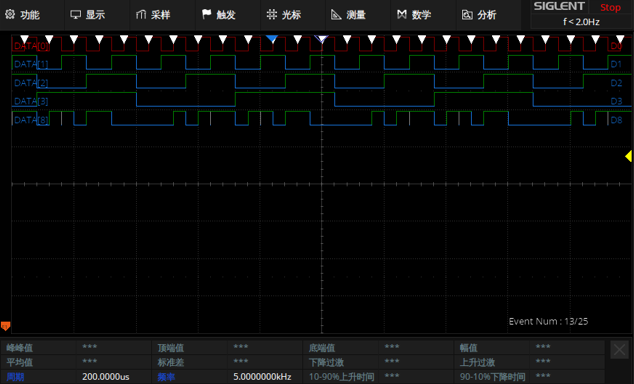 功能 显示 采样 触发 光标 测量 数学 分析 SIGLENT Stop
f < 2.0Hz
DATA[0] D0
DATA[1] D1
DATA[2] D2
DATA[3] D3
DATA[8] D8
Event Num : 13/25
峰峰值 *** 顶端值 *** 底端值 *** 幅值 ***
平均值 *** 标准差 *** 下降过激 *** 上升过激 ***
周期 200.0000us 频率 5.0000000kHz 10-90%上升时间 *** 90-10%下降时间 ***